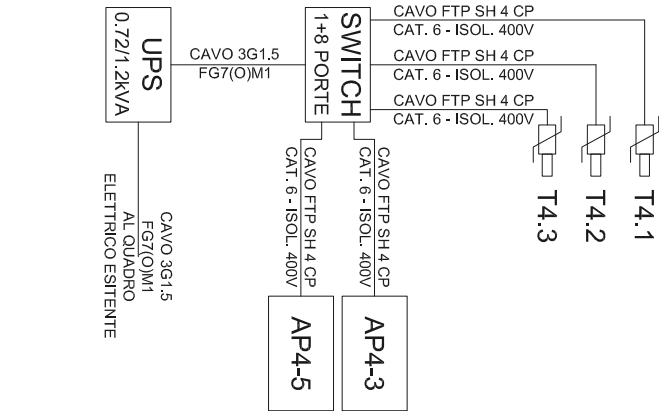 UPS
0.72/1.2kVA
CAVO 3G1.5
FG7(O)M1
SWITCH
1+8 PORTE
CAVO FTP SH 4 CP
CAT. 6 - ISOL. 400V
CAVO FTP SH 4 CP
CAT. 6 - ISOL. 400V
CAVO FTP SH 4 CP
CAT. 6 - ISOL. 400V
T4.1
T4.2
T4.3
CAVO FTP SH 4 CP
CAT. 6 - ISOL. 400V
CAVO FTP SH 4 CP
CAT. 6 - ISOL. 400V
CAVO 3G1.5
FG7(O)M1
AL QUADRO
ELETTRICO ESITENTE
AP4-5
AP4-3